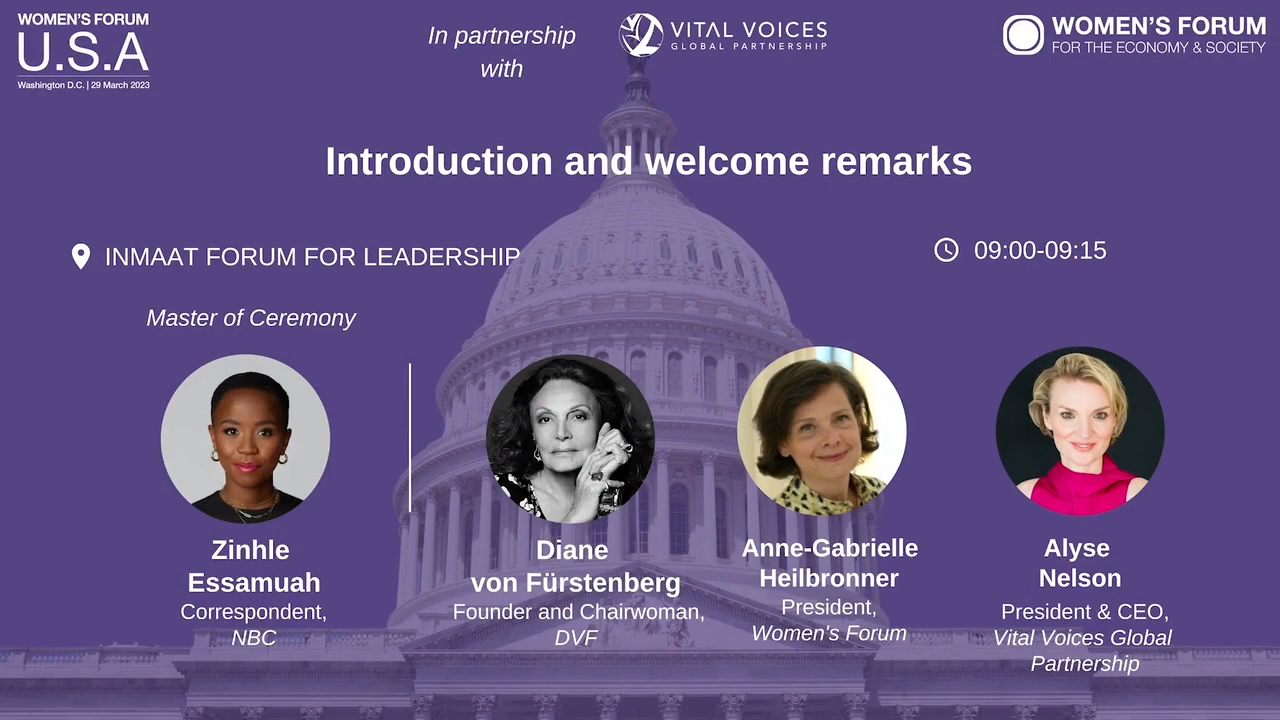 WOMEN'S FORUM
U.S.A
Washington D.C. | 29 March 2023
In partnership
with
VITAL VOICES
GLOBAL PARTNERSHIP
WOMEN'S FORUM
FOR THE ECONOMY & SOCIETY
Introduction and welcome remarks
INMAAT FORUM FOR LEADERSHIP
09:00-09:15
Master of Ceremony
Zinhle
Essamuah
Correspondent,
NBC
Diane
von Fürstenberg
Founder and Chairwoman,
DVF
Anne-Gabrielle
Heilbronner
President,
Women's Forum
Alyse
Nelson
President & CEO,
Vital Voices Global
Partnership